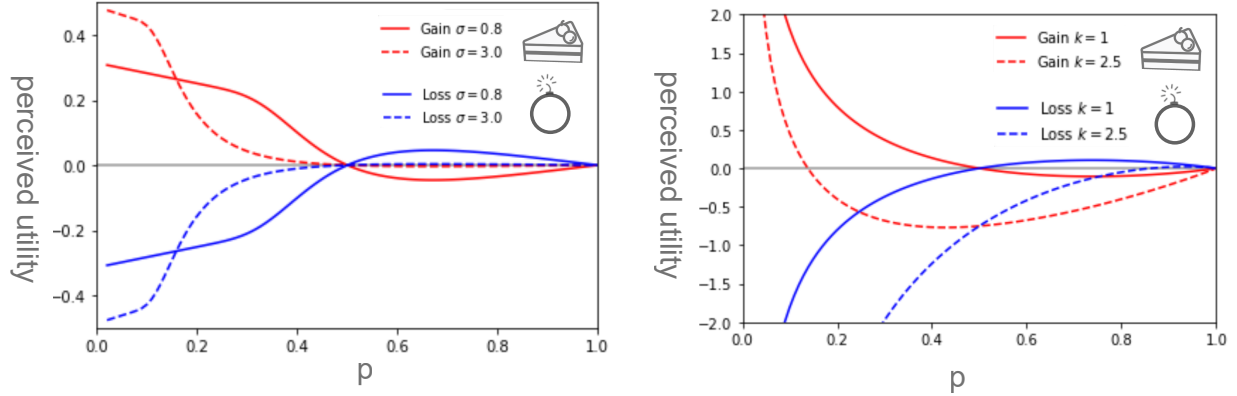 perceived utility
0.4
0.2
0.0
−0.2
−0.4
0.0 0.2 0.4 0.6 0.8 1.0
p
Gain σ = 0.8
Gain σ = 3.0
Loss σ = 0.8
Loss σ = 3.0
perceived utility
2.0
1.5
1.0
0.5
0.0
−0.5
−1.0
−1.5
−2.0
0.0 0.2 0.4 0.6 0.8 1.0
p
Gain k = 1
Gain k = 2.5
Loss k = 1
Loss k = 2.5